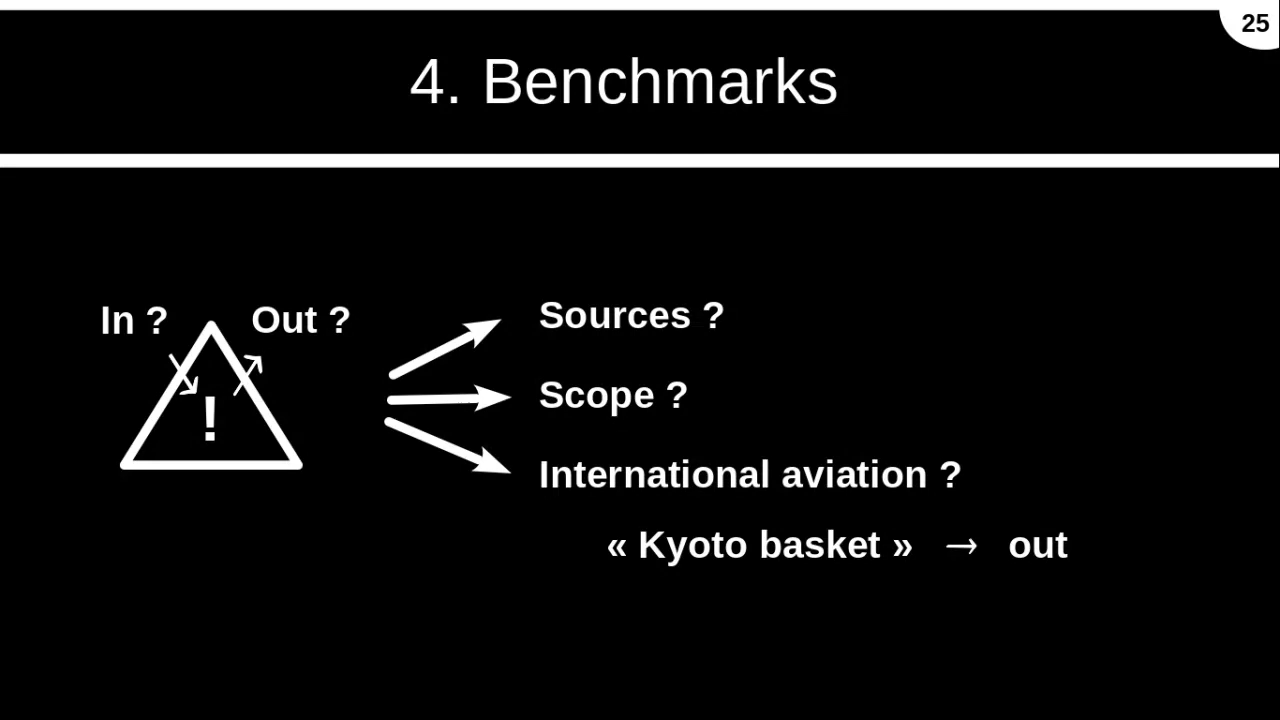 25
4. Benchmarks
In ? Out ?
!
Sources ?
Scope ?
International aviation ?
« Kyoto basket » → out